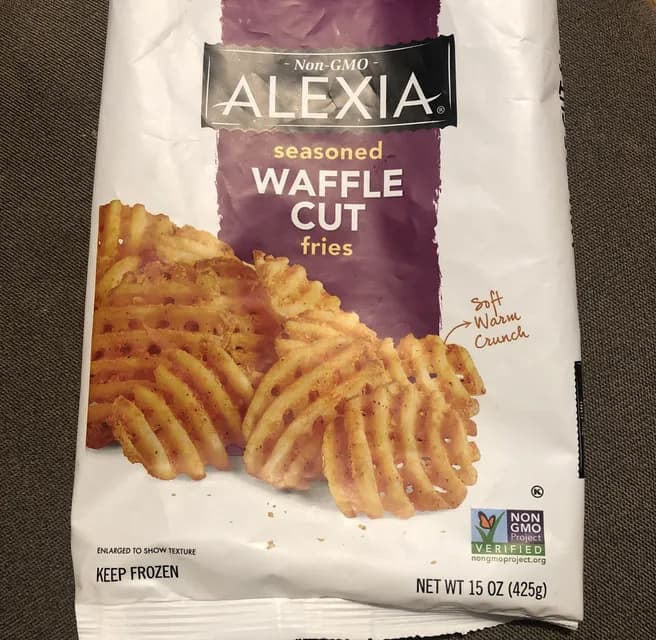 - Non-GMO -
ALEXIA®
seasoned
WAFFLE
CUT
fries
Soft
Warm
Crunch
K
NON
GMO
Project
VERIFIED
nongmoproject.org
ENLARGED TO SHOW TEXTURE
KEEP FROZEN
NET WT 15 OZ (425g)